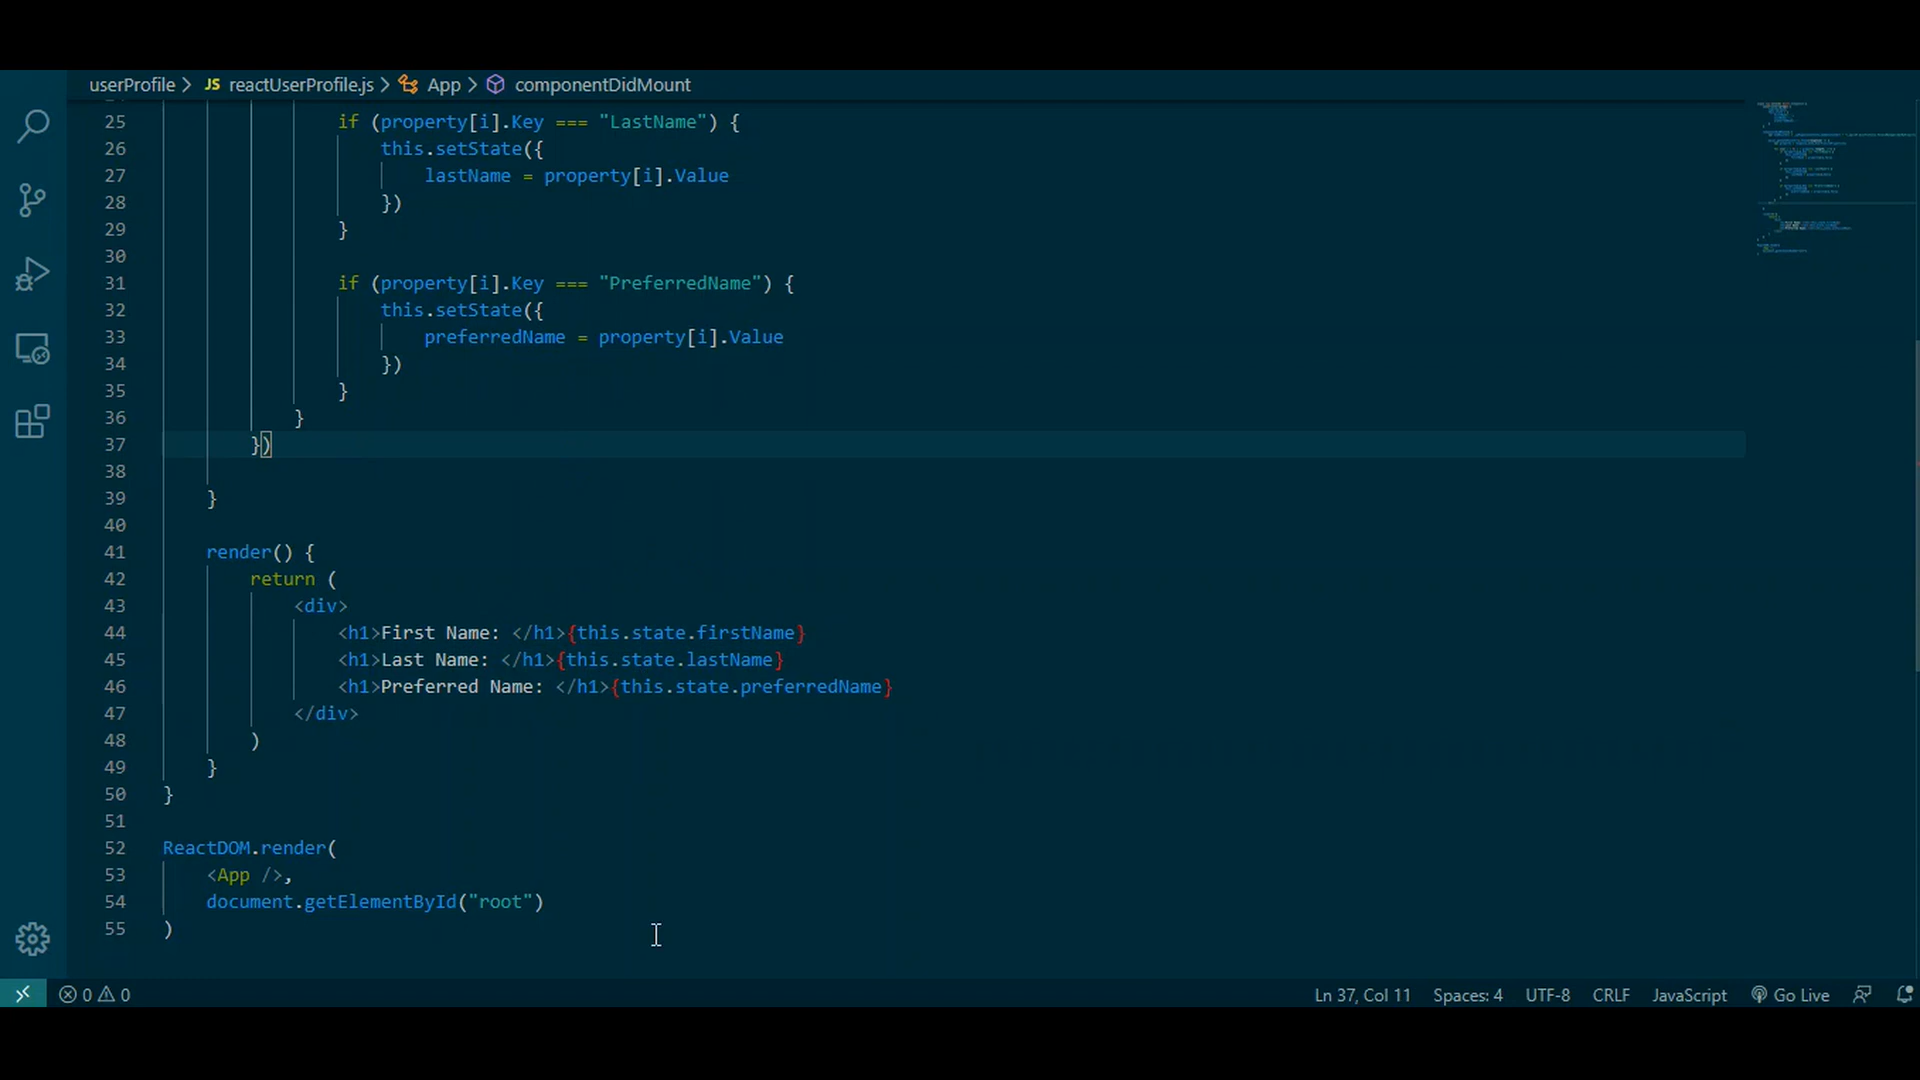 userProfile > JS reactUserProfile.js > App > componentDidMount
25 if (property[i].Key === "LastName") {
26 this.setState({
27 lastName = property[i].Value
28 })
29 }
30
31 if (property[i].Key === "PreferredName") {
32 this.setState({
33 preferredName = property[i].Value
34 })
35 }
36 }
37 })
38
39 }
40
41 render() {
42 return (
43 <div>
44 <h1>First Name: </h1>{this.state.firstName}
45 <h1>Last Name: </h1>{this.state.lastName}
46 <h1>Preferred Name: </h1>{this.state.preferredName}
47 </div>
48 )
49 }
50 }
51
52 ReactDOM.render(
53 <App />,
54 document.getElementById("root")
55 )
0 0 Ln 37, Col 11 Spaces: 4 UTF-8 CRLF JavaScript Go Live